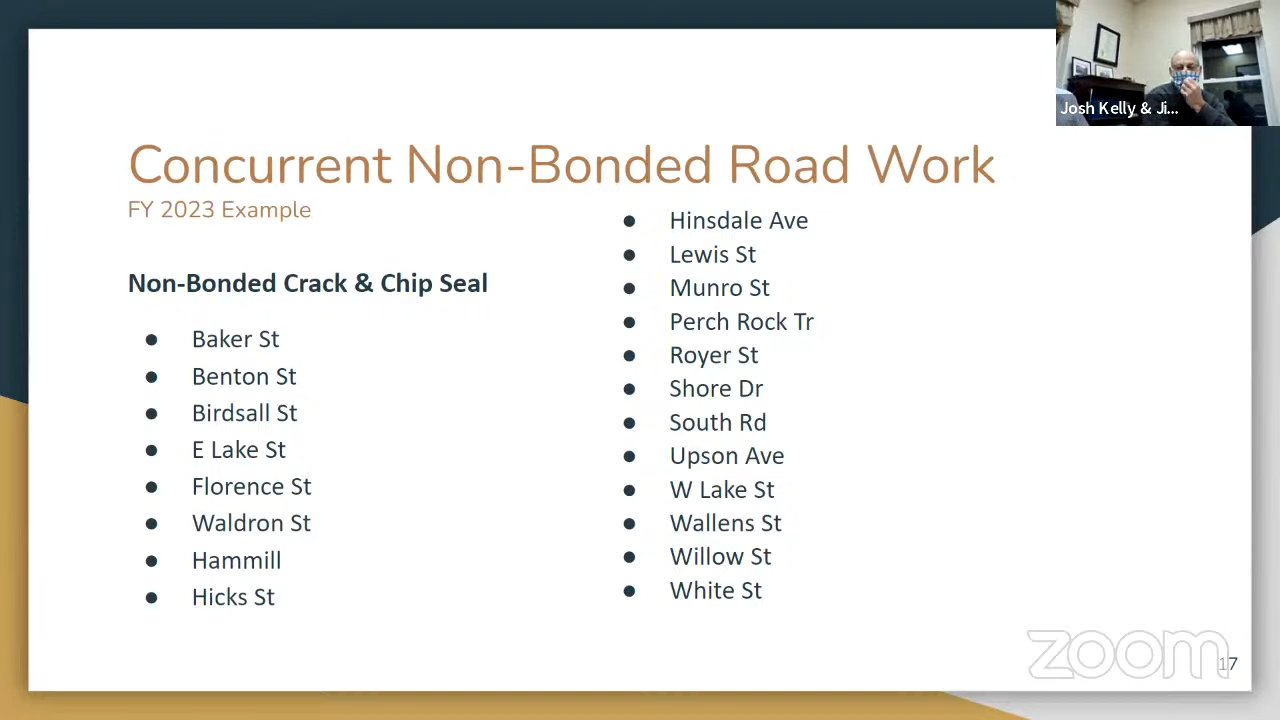 Josh Kelly & Ji...
Concurrent Non-Bonded Road Work
FY 2023 Example
Non-Bonded Crack & Chip Seal
● Baker St
● Benton St
● Birdsall St
● E Lake St
● Florence St
● Waldron St
● Hammill
● Hicks St
● Hinsdale Ave
● Lewis St
● Munro St
● Perch Rock Tr
● Royer St
● Shore Dr
● South Rd
● Upson Ave
● W Lake St
● Wallens St
● Willow St
● White St
zoom
17